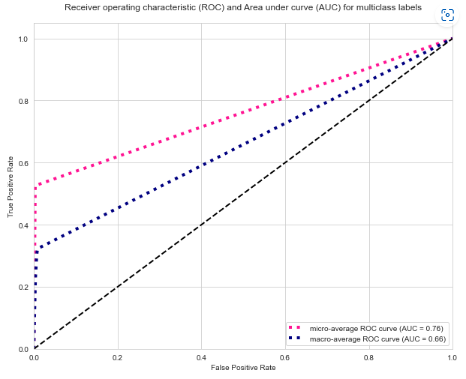 Receiver operating characteristic (ROC) and Area under curve (AUC) for multiclass labels
1.0
0.8
0.6
0.4
0.2
0.0
True Positive Rate
0.0 0.2 0.4 0.6 0.8 1.0
False Positive Rate
micro-average ROC curve (AUC = 0.76)
macro-average ROC curve (AUC = 0.66)